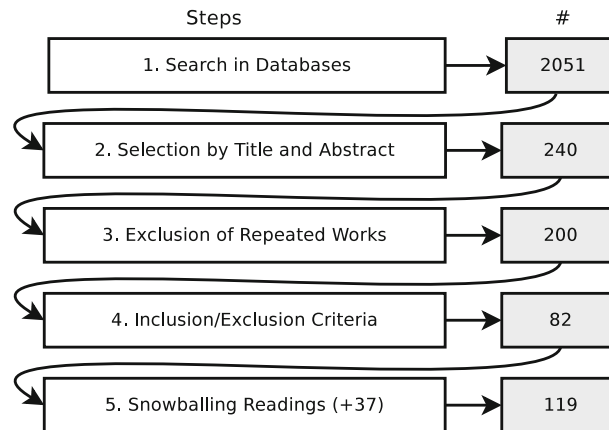 Steps #
1. Search in Databases 2051
2. Selection by Title and Abstract 240
3. Exclusion of Repeated Works 200
4. Inclusion/Exclusion Criteria 82
5. Snowballing Readings (+37) 119